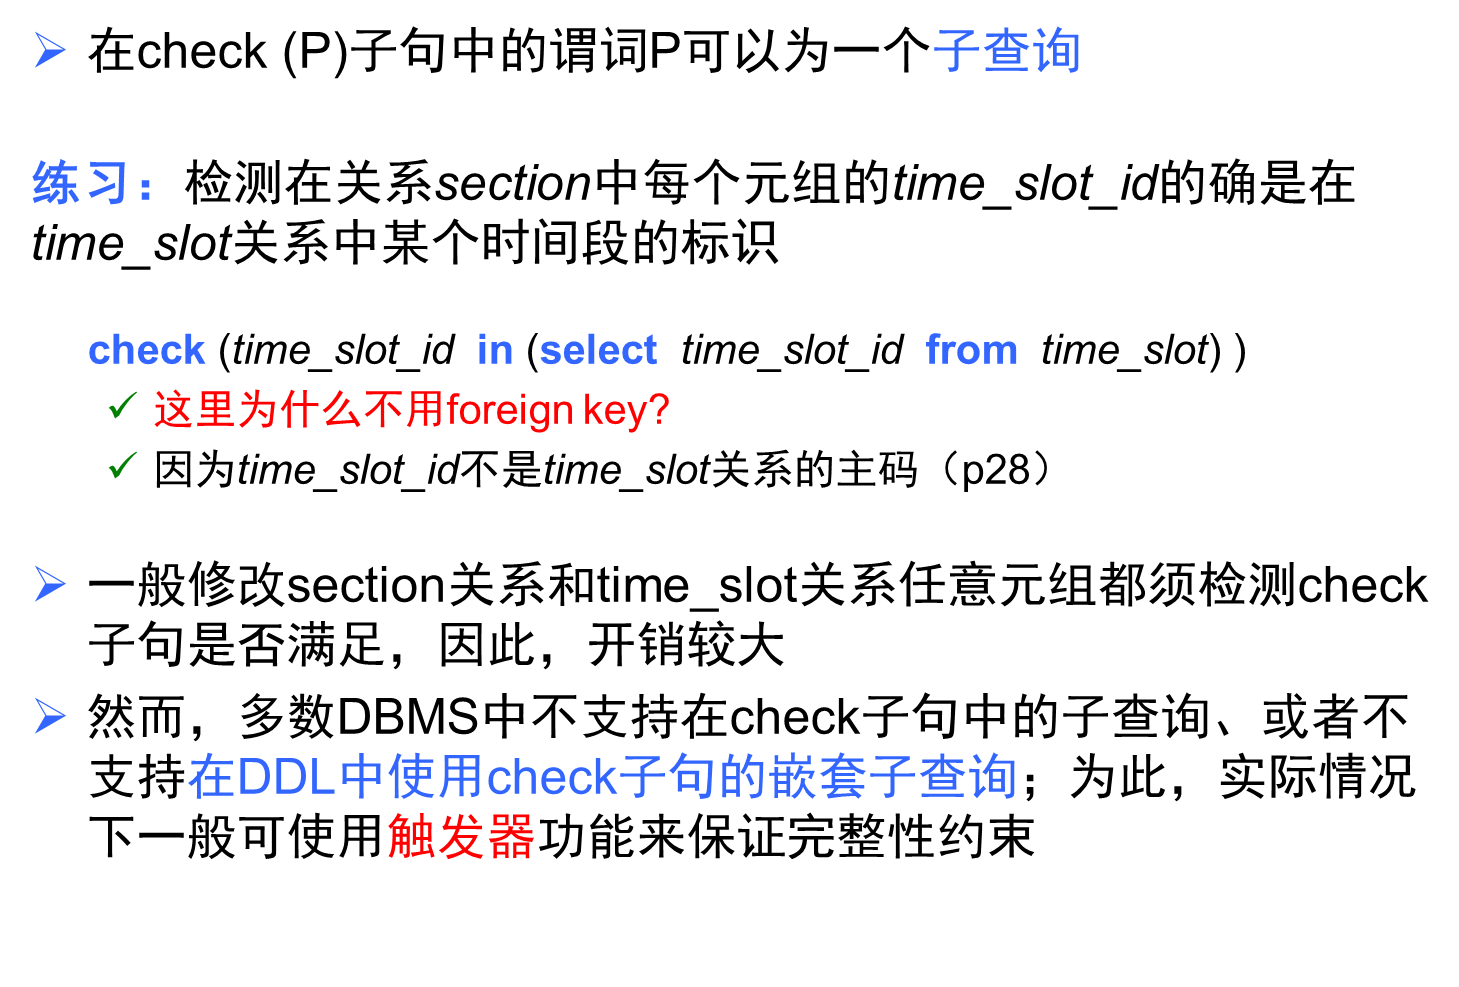 ➢ 在check (P)子句中的谓词P可以为一个子查询
练习：检测在关系section中每个元组的time_slot_id的确是在
time_slot关系中某个时间段的标识
check (time_slot_id in (select time_slot_id from time_slot) )
✓ 这里为什么不用foreign key?
✓ 因为time_slot_id不是time_slot关系的主码（p28）
➢ 一般修改section关系和time_slot关系任意元组都须检测check
子句是否满足，因此，开销较大
➢ 然而，多数DBMS中不支持在check子句中的子查询、或者不
支持在DDL中使用check子句的嵌套子查询；为此，实际情况
下一般可使用触发器功能来保证完整性约束